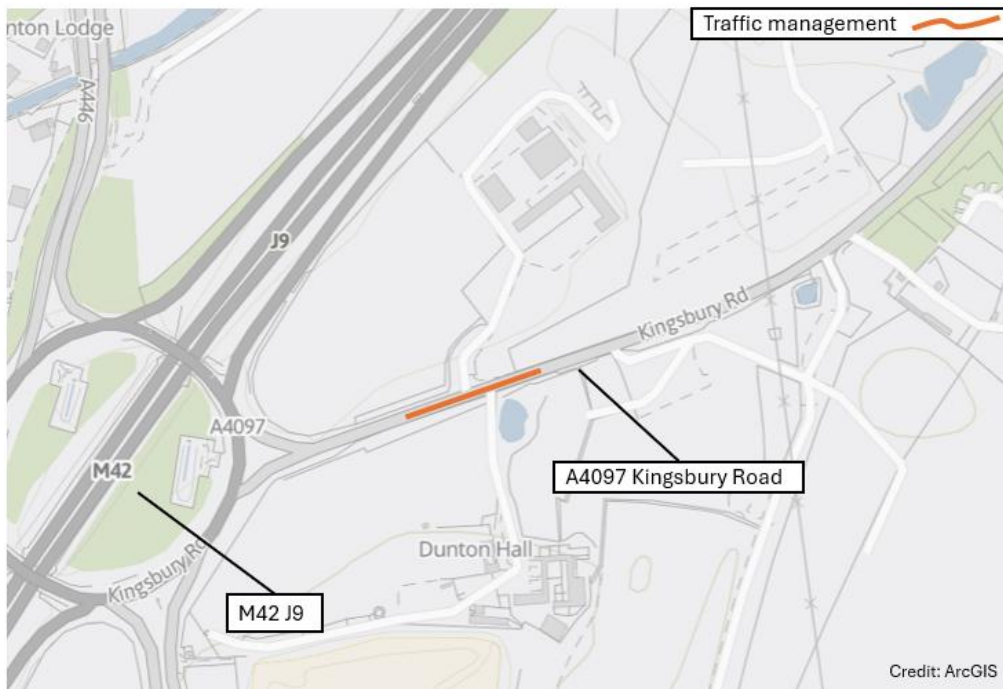 Traffic management
nton Lodge
A446
J9
Kingsbury Rd
A4097
M42
A4097 Kingsbury Road
Kingsbury Rd
Dunton Hall
M42 J9
Credit: ArcGIS